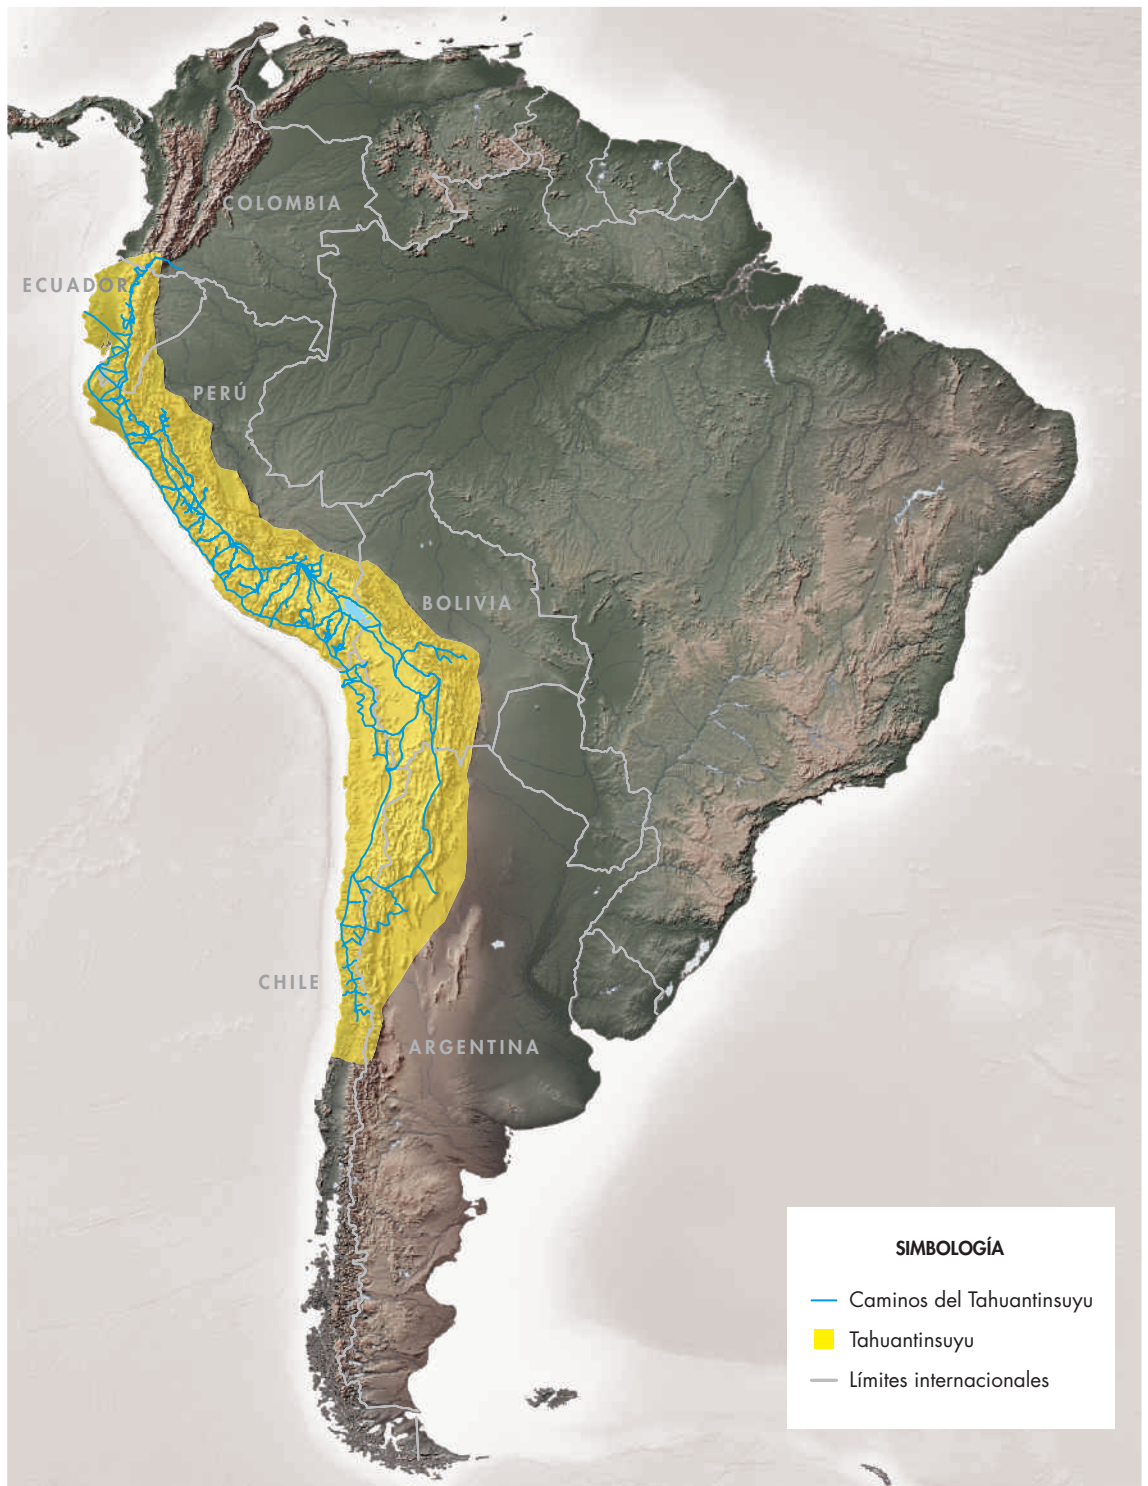 COLOMBIA
ECUADOR
PERÚ
BOLIVIA
CHILE
ARGENTINA
SIMBOLOGÍA
Caminos del Tahuantinsuyu
Tahuantinsuyu
Límites internacionales